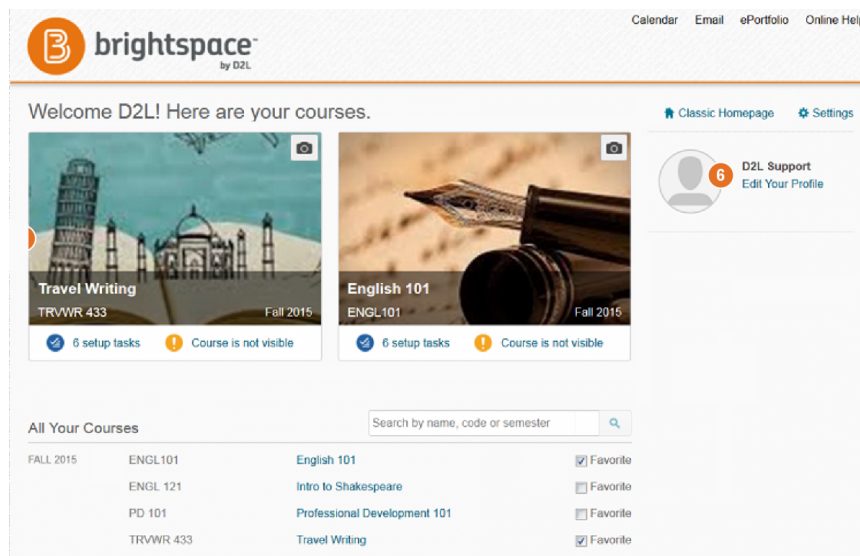 Calendar Email ePortfolio Online Help
brightspace
by D2L
Welcome D2L! Here are your courses.
Classic Homepage Settings
6
D2L Support
Edit Your Profile
Travel Writing
TRVWR 433 Fall 2015
6 setup tasks Course is not visible
English 101
ENGL101 Fall 2015
6 setup tasks Course is not visible
All Your Courses
Search by name, code or semester
FALL 2015 ENGL101 English 101 Favorite
ENGL 121 Intro to Shakespeare Favorite
PD 101 Professional Development 101 Favorite
TRVWR 433 Travel Writing Favorite